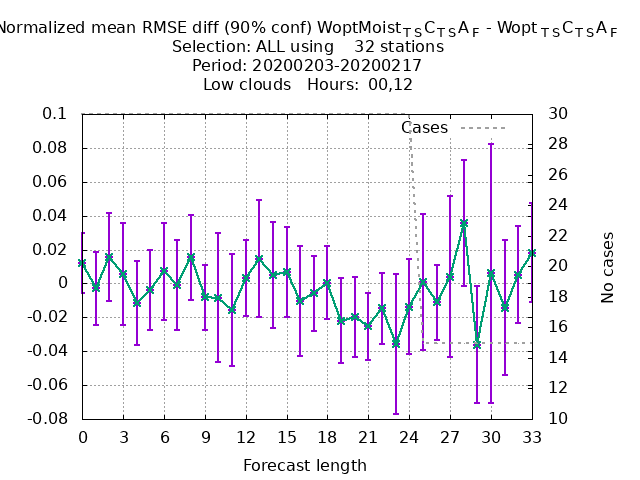 Normalized mean RMSE diff (90% conf) WoptMoist_TSC_TSA_F - Wopt_TSC_TSA_F
Selection: ALL using 32 stations
Period: 20200203-20200217
Low clouds Hours: 00,12
Cases
0.1
0.08
0.06
0.04
0.02
0
-0.02
-0.04
-0.06
-0.08
30
28
26
24
22
20
18
16
14
12
10
No cases
0 3 6 9 12 15 18 21 24 27 30 33
Forecast length